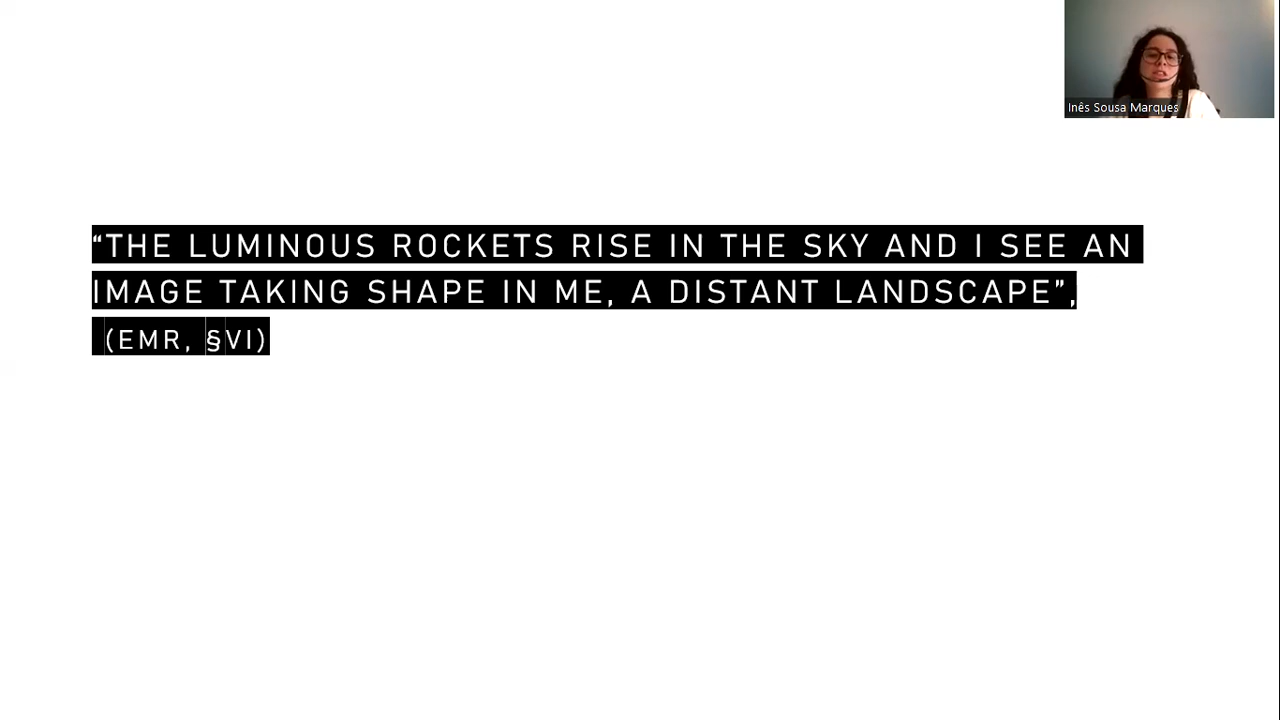 Inês Sousa Marques
“THE LUMINOUS ROCKETS RISE IN THE SKY AND I SEE AN
IMAGE TAKING SHAPE IN ME, A DISTANT LANDSCAPE”,
(EMR, §VI)